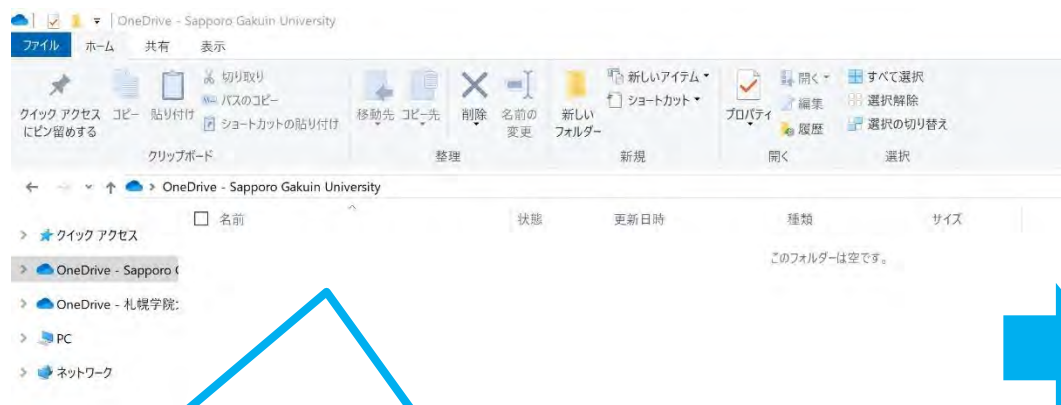 OneDrive - Sapporo Gakuin University
ファイル ホーム 共有 表示
クイック アクセス
にピン留めする
コピー
貼り付け
切り取り
パスのコピー
ショートカットの貼り付け
クリップボード
移動先
コピー先
削除
名前の
変更
整理
新しい
フォルダー
新しいアイテム
ショートカット
新規
プロパティ
開く
編集
履歴
開く
すべて選択
選択解除
選択の切り替え
選択
OneDrive - Sapporo Gakuin University
名前 状態 更新日時 種類 サイズ
このフォルダーは空です。
クイック アクセス
OneDrive - Sapporo
OneDrive - 札幌学院
PC
ネットワーク